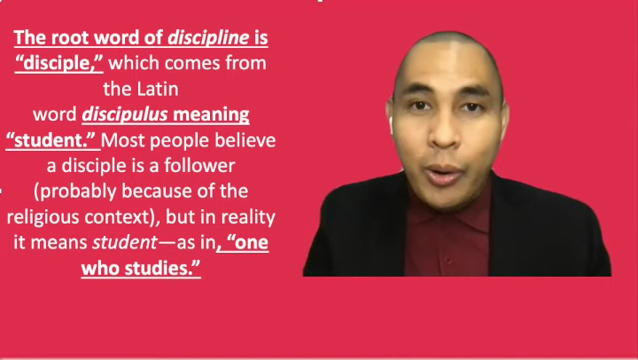 The root word of discipline is
“disciple,” which comes from
the Latin
word discipulus meaning
“student.” Most people believe
a disciple is a follower
(probably because of the
religious context), but in reality
it means student—as in, “one
who studies.”